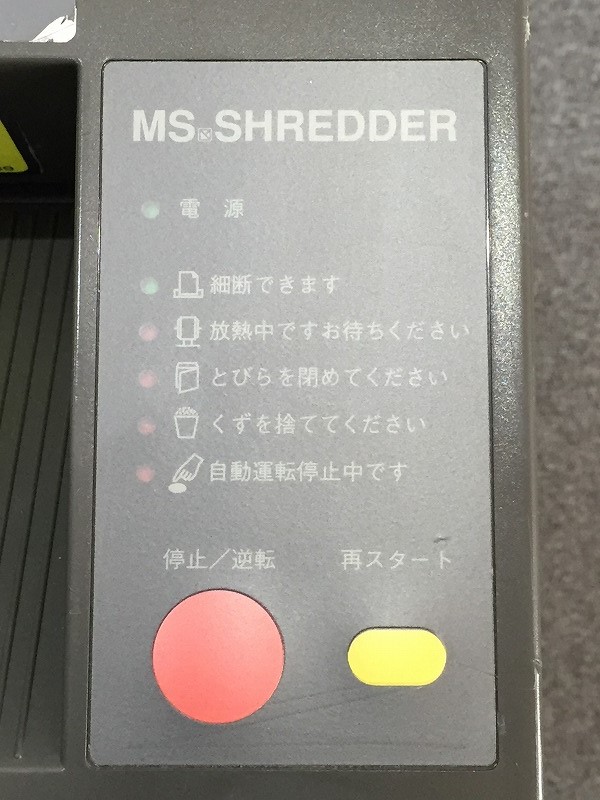 MS SHREDDER
電 源
細断できます
放熱中ですお待ちください
とびらを閉めてください
くずを捨ててください
自動運転停止中です
停止／逆転 再スタート